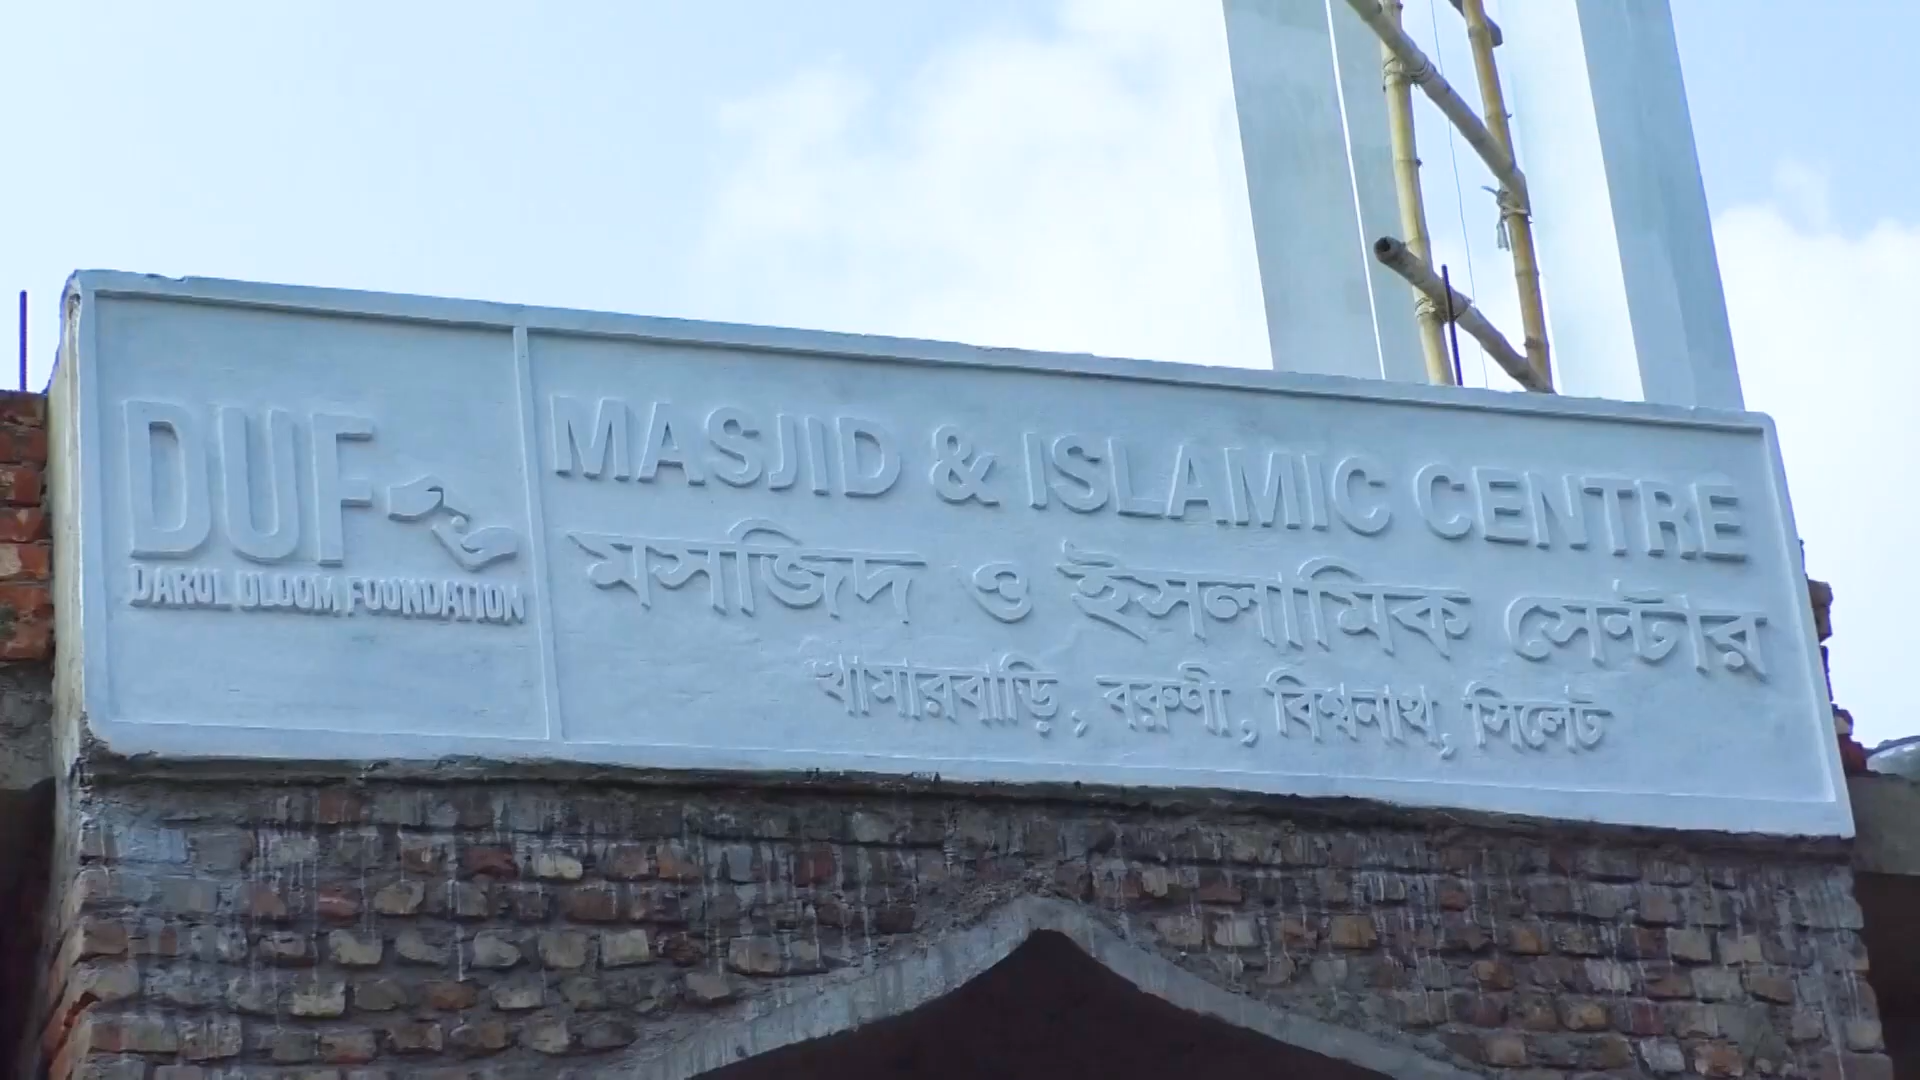 DUF
DARUL ULOOM FOUNDATION
MASJID & ISLAMIC CENTRE
মসজিদ ও ইসলামিক সেন্টার
খামারবাড়ি, বরুণী, বিশ্বনাথ, সিলেট